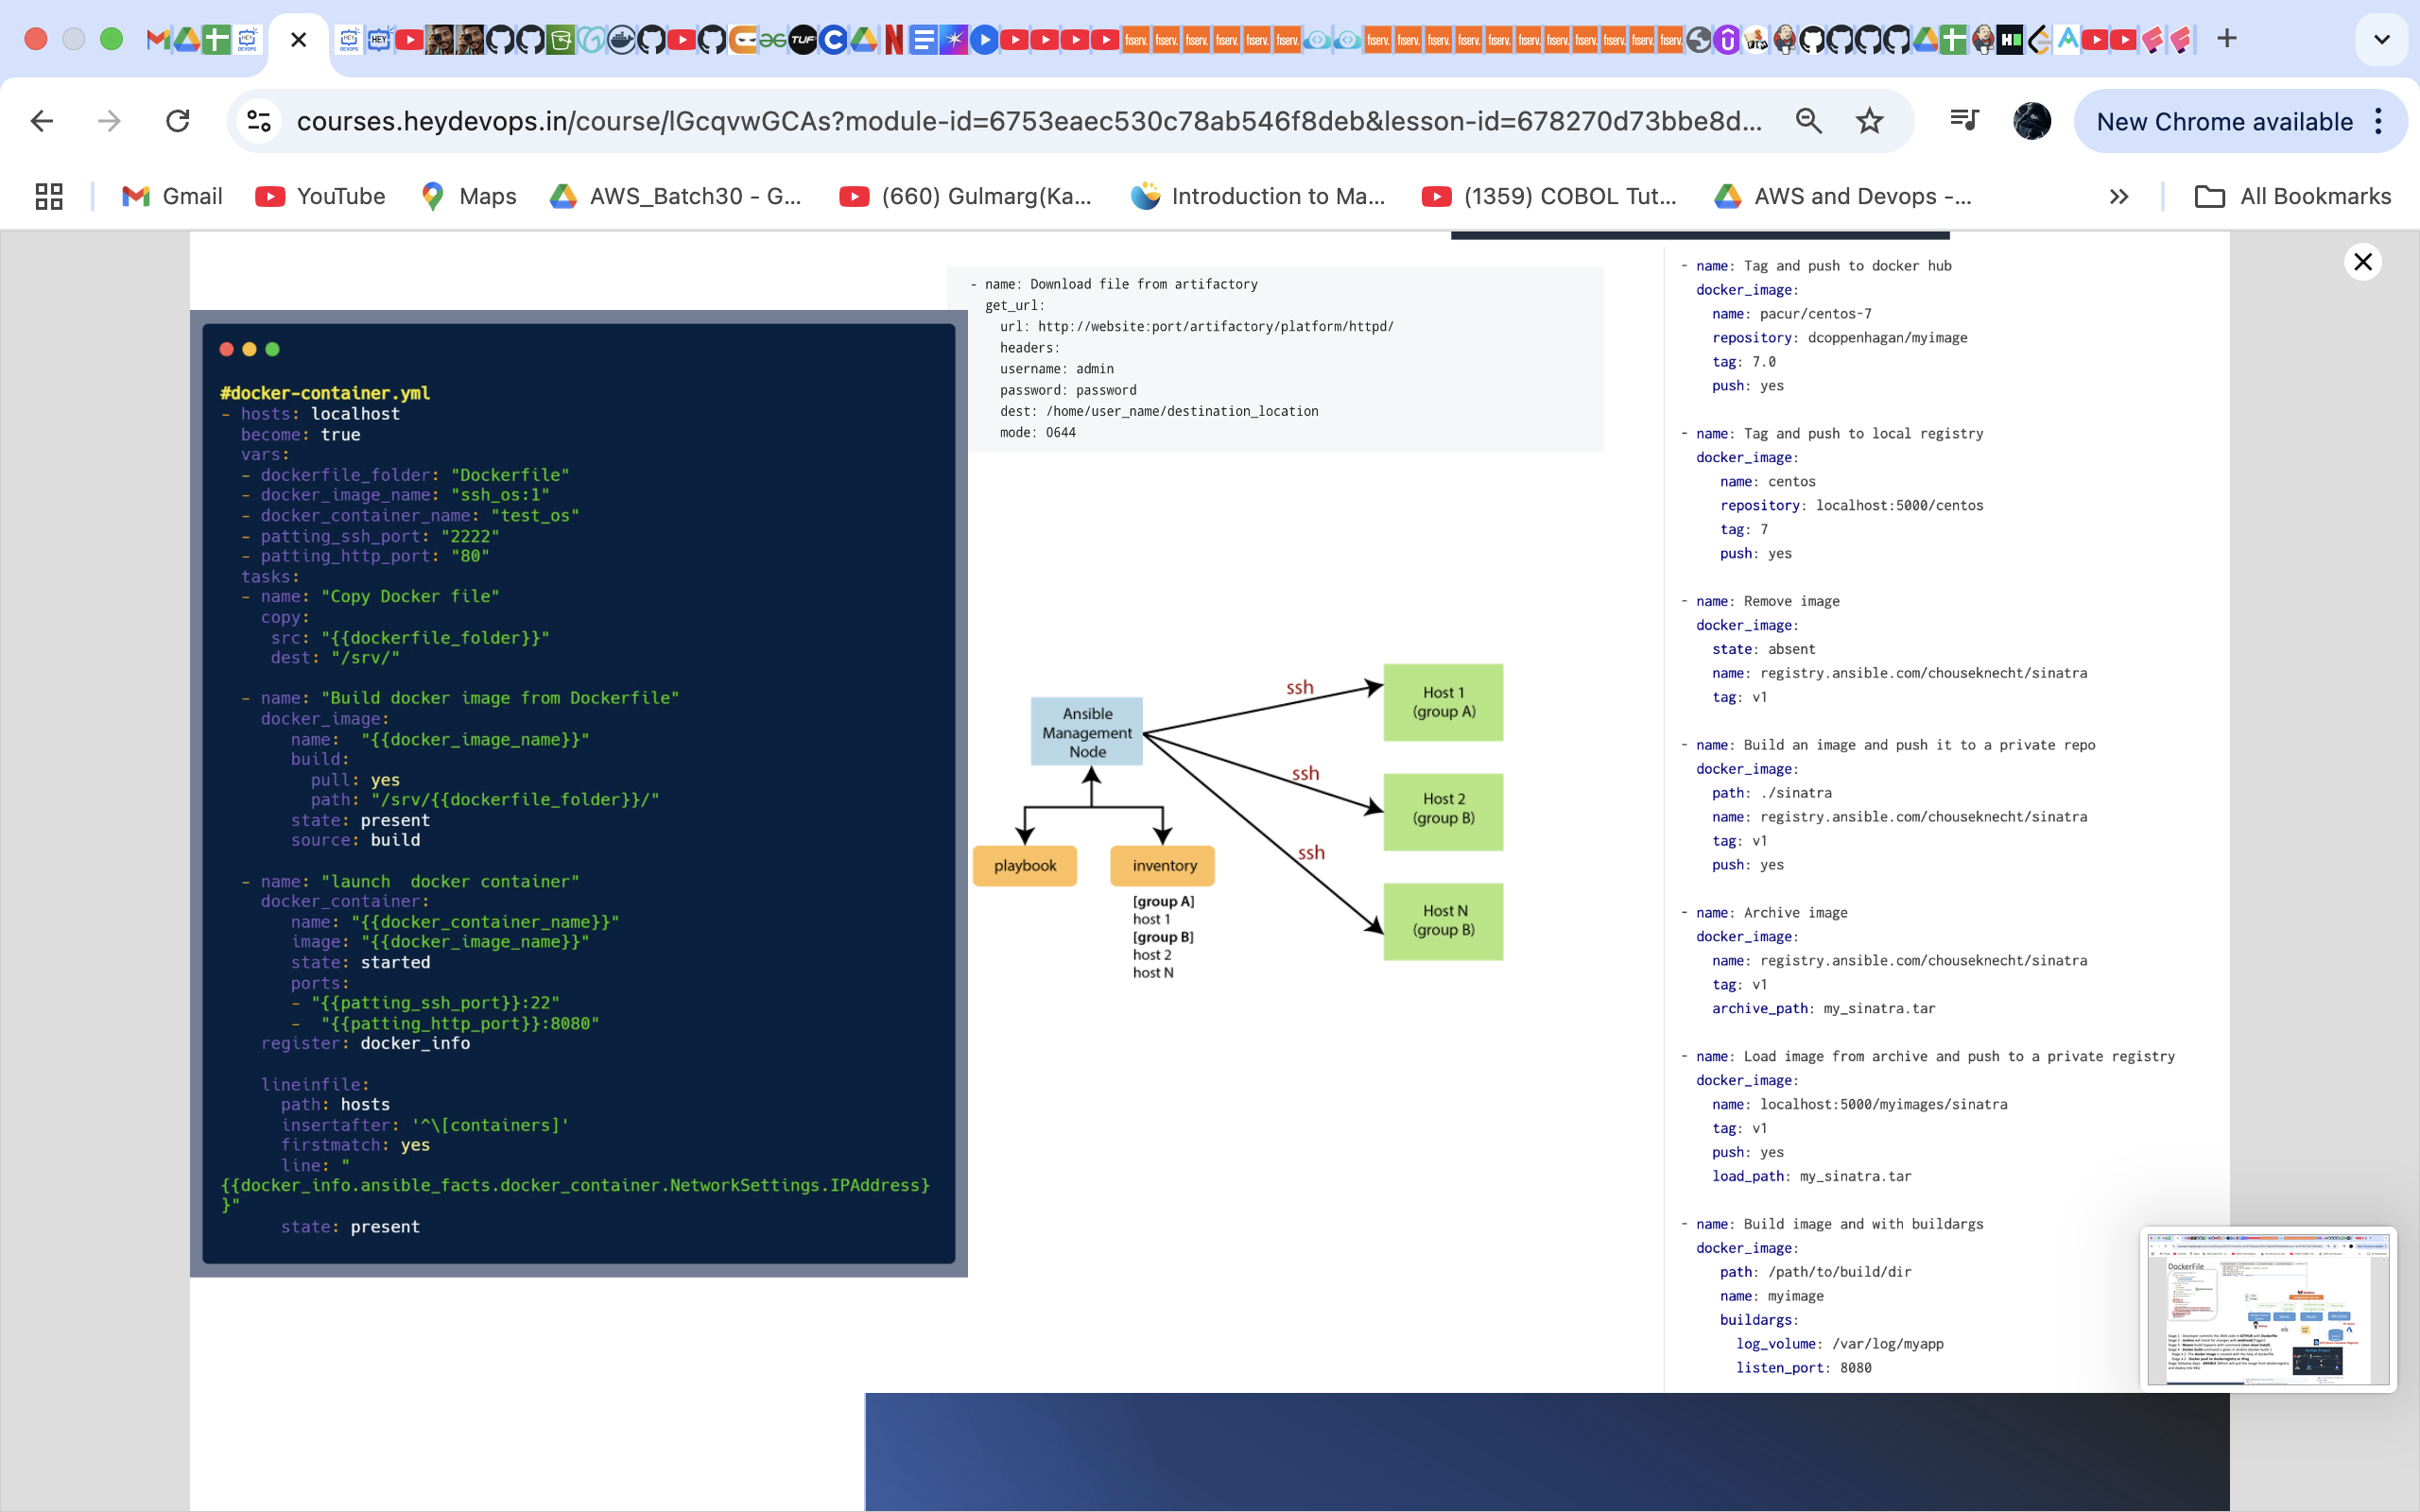 courses.heydevops.in/course/lGcqvwGCAs?module-id=6753eaec530c78ab546f8deb&lesson-id=678270d73bbe8d...
New Chrome available
Gmail
YouTube
Maps
AWS_Batch30 - G...
(660) Gulmarg(Ka...
Introduction to Ma...
(1359) COBOL Tut...
AWS and Devops -...
All Bookmarks
#docker-container.yml
- hosts: localhost
become: true
vars:
- dockerfile_folder: "Dockerfile"
- docker_image_name: "ssh_os:1"
- docker_container_name: "test_os"
- patting_ssh_port: "2222"
- patting_http_port: "80"
tasks:
- name: "Copy Docker file"
copy:
src: "{{dockerfile_folder}}"
dest: "/srv/"
- name: "Build docker image from Dockerfile"
docker_image:
name:  "{{docker_image_name}}"
build:
pull: yes
path: "/srv/{{dockerfile_folder}}/"
state: present
source: build
- name: "launch  docker container"
docker_container:
name: "{{docker_container_name}}"
image: "{{docker_image_name}}"
state: started
ports:
- "{{patting_ssh_port}}:22"
-  "{{patting_http_port}}:8080"
register: docker_info
lineinfile:
path: hosts
insertafter: '^\[containers]'
firstmatch: yes
line: "
{{docker_info.ansible_facts.docker_container.NetworkSettings.IPAddress}
}"
state: present
- name: Download file from artifactory
get_url:
url: http://website:port/artifactory/platform/httpd/
headers:
username: admin
password: password
dest: /home/user_name/destination_location
mode: 0644
Ansible
Management
Node
ssh
ssh
ssh
Host 1
(group A)
Host 2
(group B)
Host N
(group B)
playbook
inventory
[group A]
host 1
[group B]
host 2
host N
- name: Tag and push to docker hub
docker_image:
name: pacur/centos-7
repository: dcoppenhagan/myimage
tag: 7.0
push: yes
- name: Tag and push to local registry
docker_image:
name: centos
repository: localhost:5000/centos
tag: 7
push: yes
- name: Remove image
docker_image:
state: absent
name: registry.ansible.com/chouseknecht/sinatra
tag: v1
- name: Build an image and push it to a private repo
docker_image:
path: ./sinatra
name: registry.ansible.com/chouseknecht/sinatra
tag: v1
push: yes
- name: Archive image
docker_image:
name: registry.ansible.com/chouseknecht/sinatra
tag: v1
archive_path: my_sinatra.tar
- name: Load image from archive and push to a private registry
docker_image:
name: localhost:5000/myimages/sinatra
tag: v1
push: yes
load_path: my_sinatra.tar
- name: Build image and with buildargs
docker_image:
path: /path/to/build/dir
name: myimage
buildargs:
log_volume: /var/log/myapp
listen_port: 8080
DockerFile